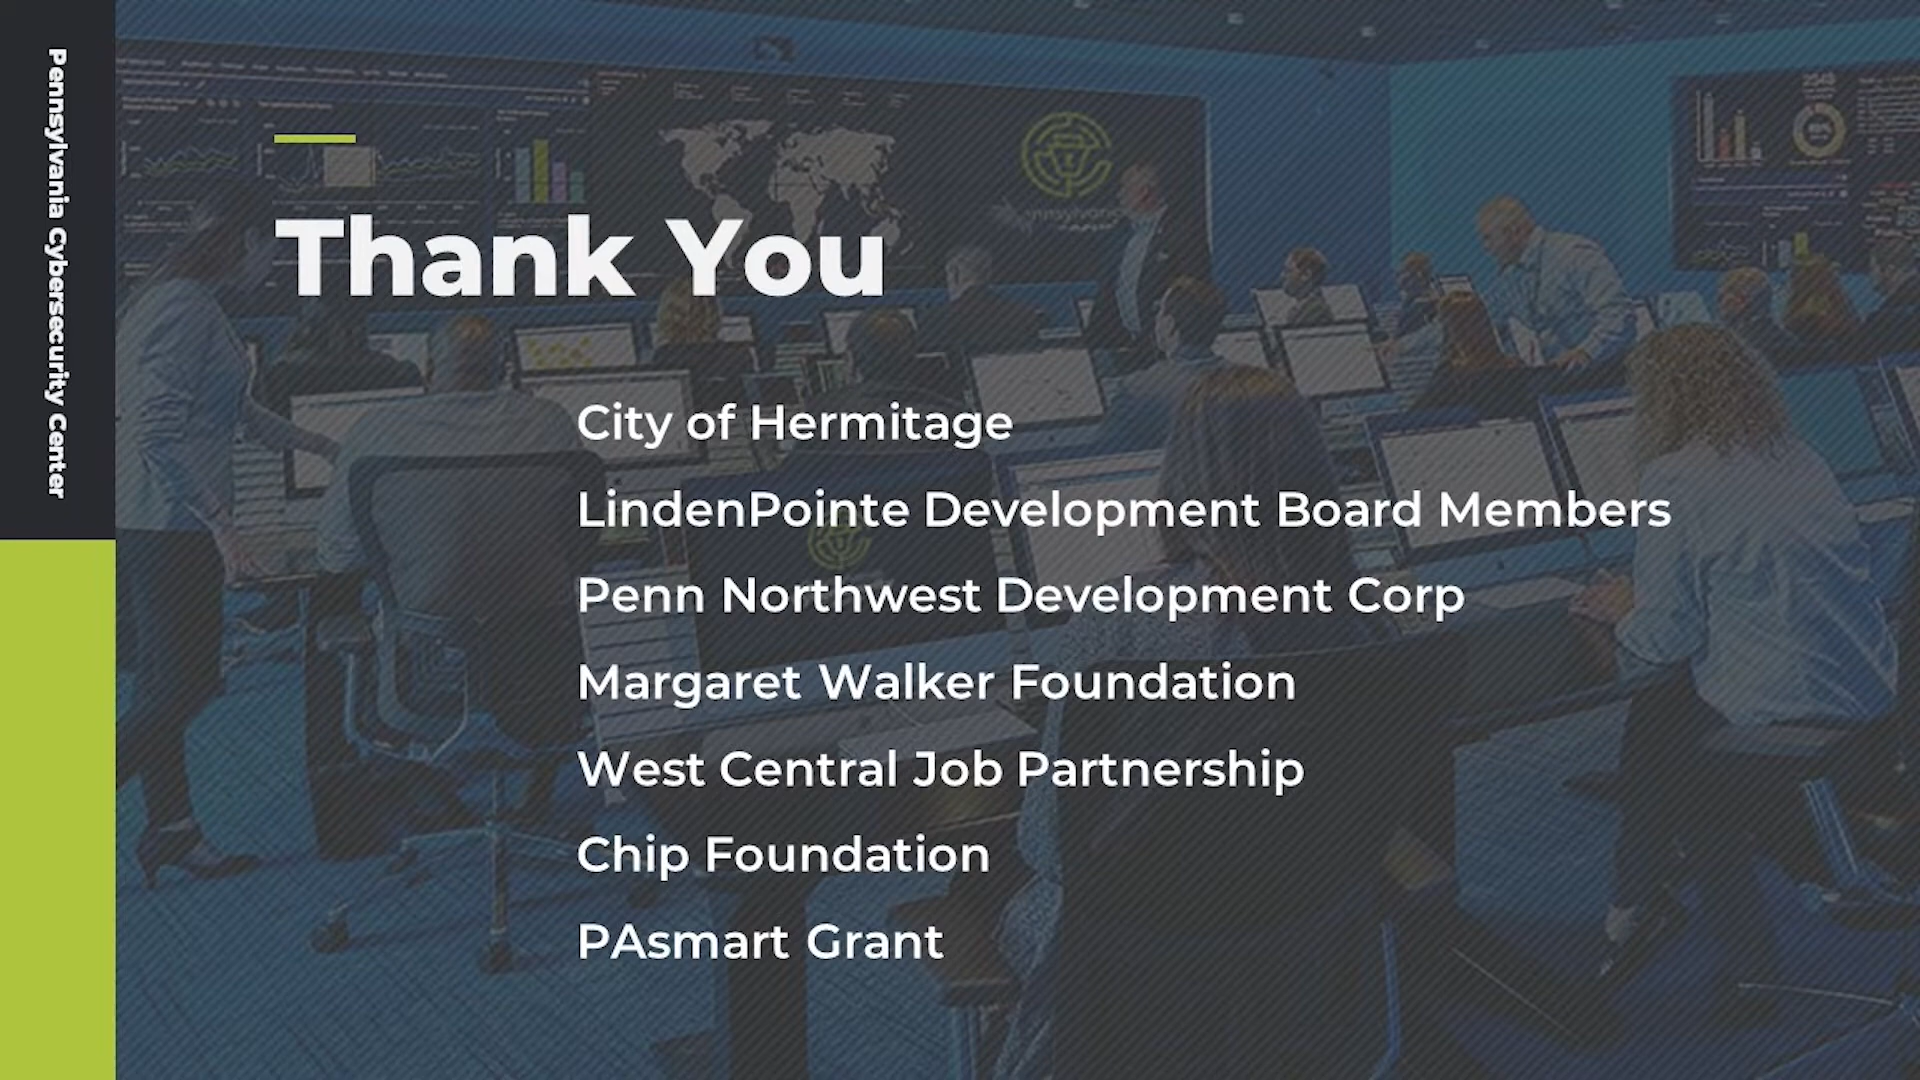 Pennsylvania Cybersecurity Center
2348
Thank You
City of Hermitage
LindenPointe Development Board Members
Penn Northwest Development Corp
Margaret Walker Foundation
West Central Job Partnership
Chip Foundation
PAsmart Grant